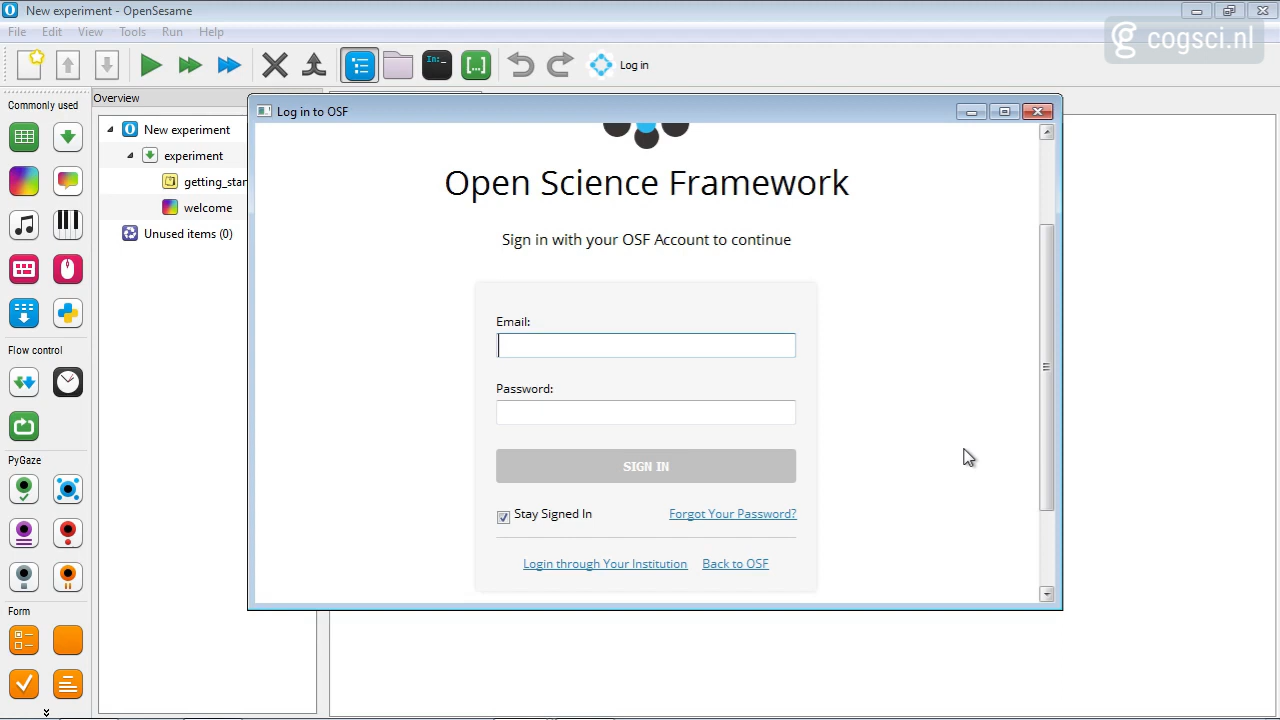 New experiment - OpenSesame
File Edit View Tools Run Help
cogsci.nl
In:_
[...]
Log in
Commonly used
Overview
New experiment
experiment
getting_star
welcome
Unused items (0)
Flow control
PyGaze
Form
Log in to OSF
Open Science Framework
Sign in with your OSF Account to continue
Email:
Password:
SIGN IN
Stay Signed In
Forgot Your Password?
Login through Your Institution
Back to OSF